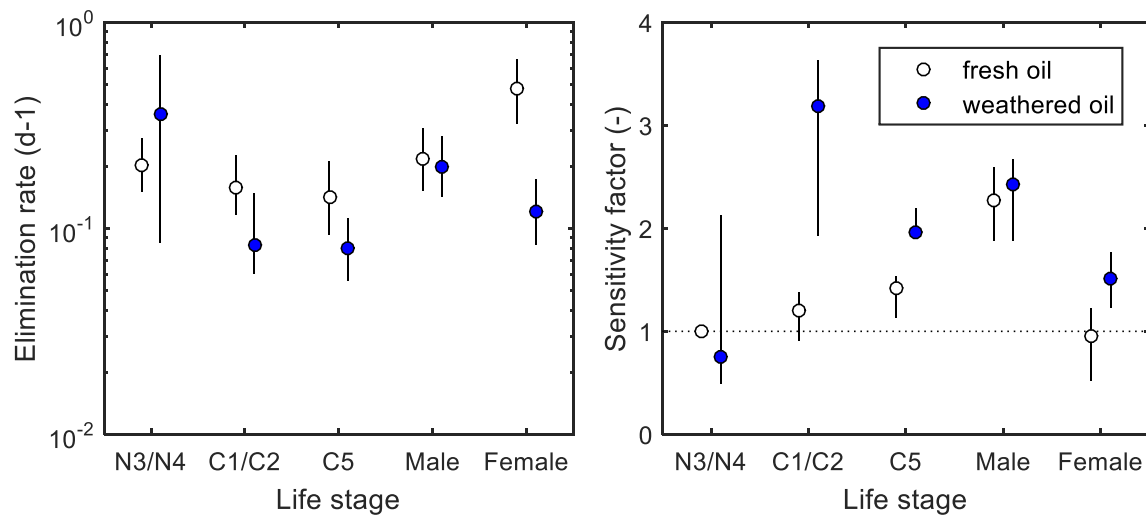 Elimination rate (d-1)
10^0
10^-1
10^-2
N3/N4 C1/C2 C5 Male Female
Life stage
Sensitivity factor (-)
4
3
2
1
0
fresh oil
weathered oil
N3/N4 C1/C2 C5 Male Female
Life stage